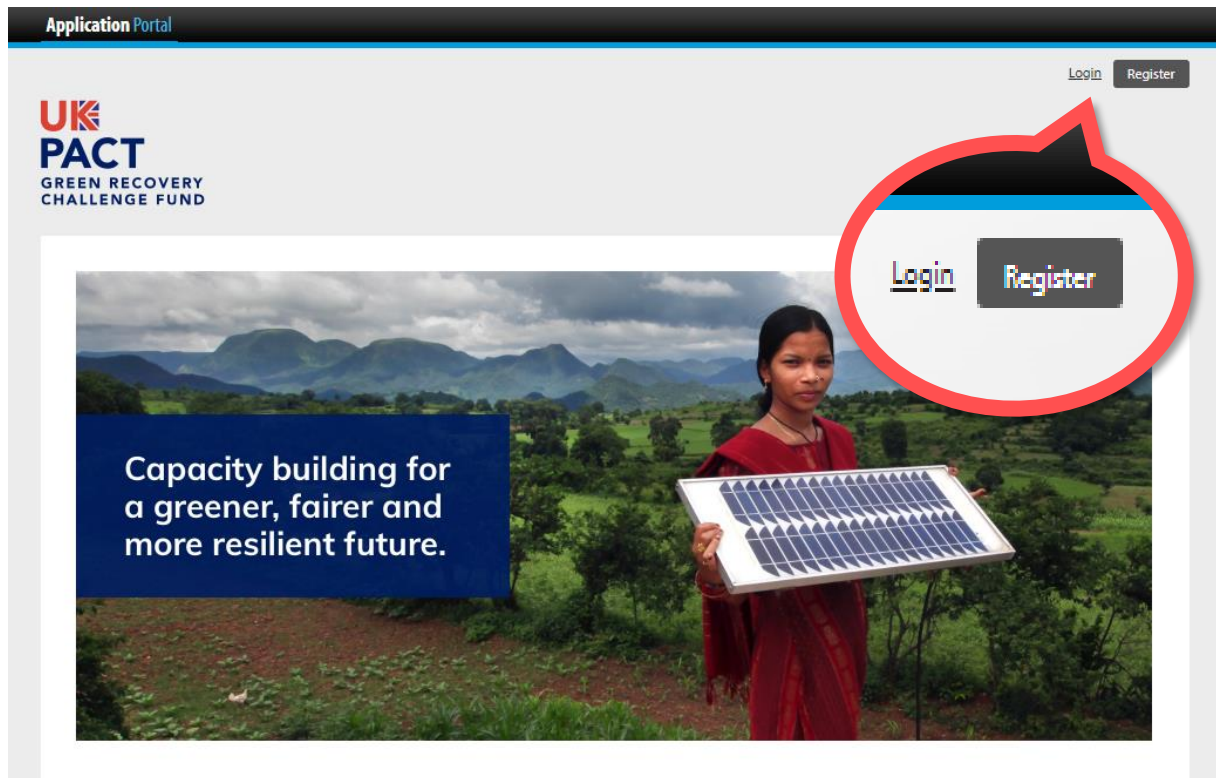 Application Portal
Login Register
UK
PACT
GREEN RECOVERY
CHALLENGE FUND
Login Register
Capacity building for
a greener, fairer and
more resilient future.